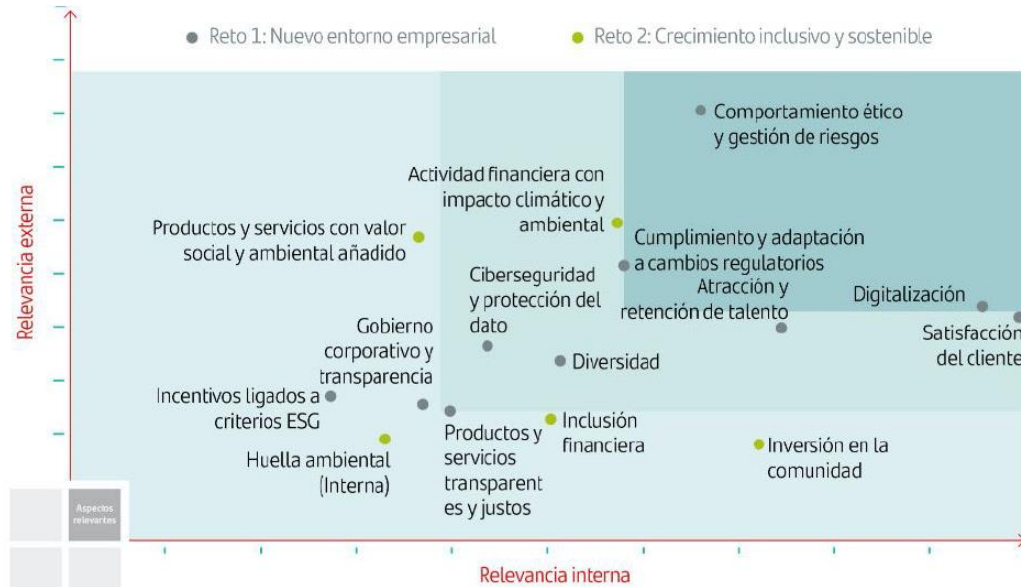 Reto 1: Nuevo entorno empresarial
Reto 2: Crecimiento inclusivo y sostenible
Comportamiento ético
y gestión de riesgos
Actividad financiera con
impacto climático y
ambiental
Productos y servicios con valor
social y ambiental añadido
Cumplimiento y adaptación
a cambios regulatorios
Ciberseguridad
y protección del
dato
Atracción y
retención de talento
Digitalización
Satisfacción
del cliente
Gobierno
corporativo y
transparencia
Diversidad
Incentivos ligados a
criterios ESG
Huella ambiental
(Interna)
Productos y
servicios
transparent
es y justos
Inclusión
financiera
Inversión en la
comunidad
Relevancia externa
Aspectos
relevantes
Relevancia interna